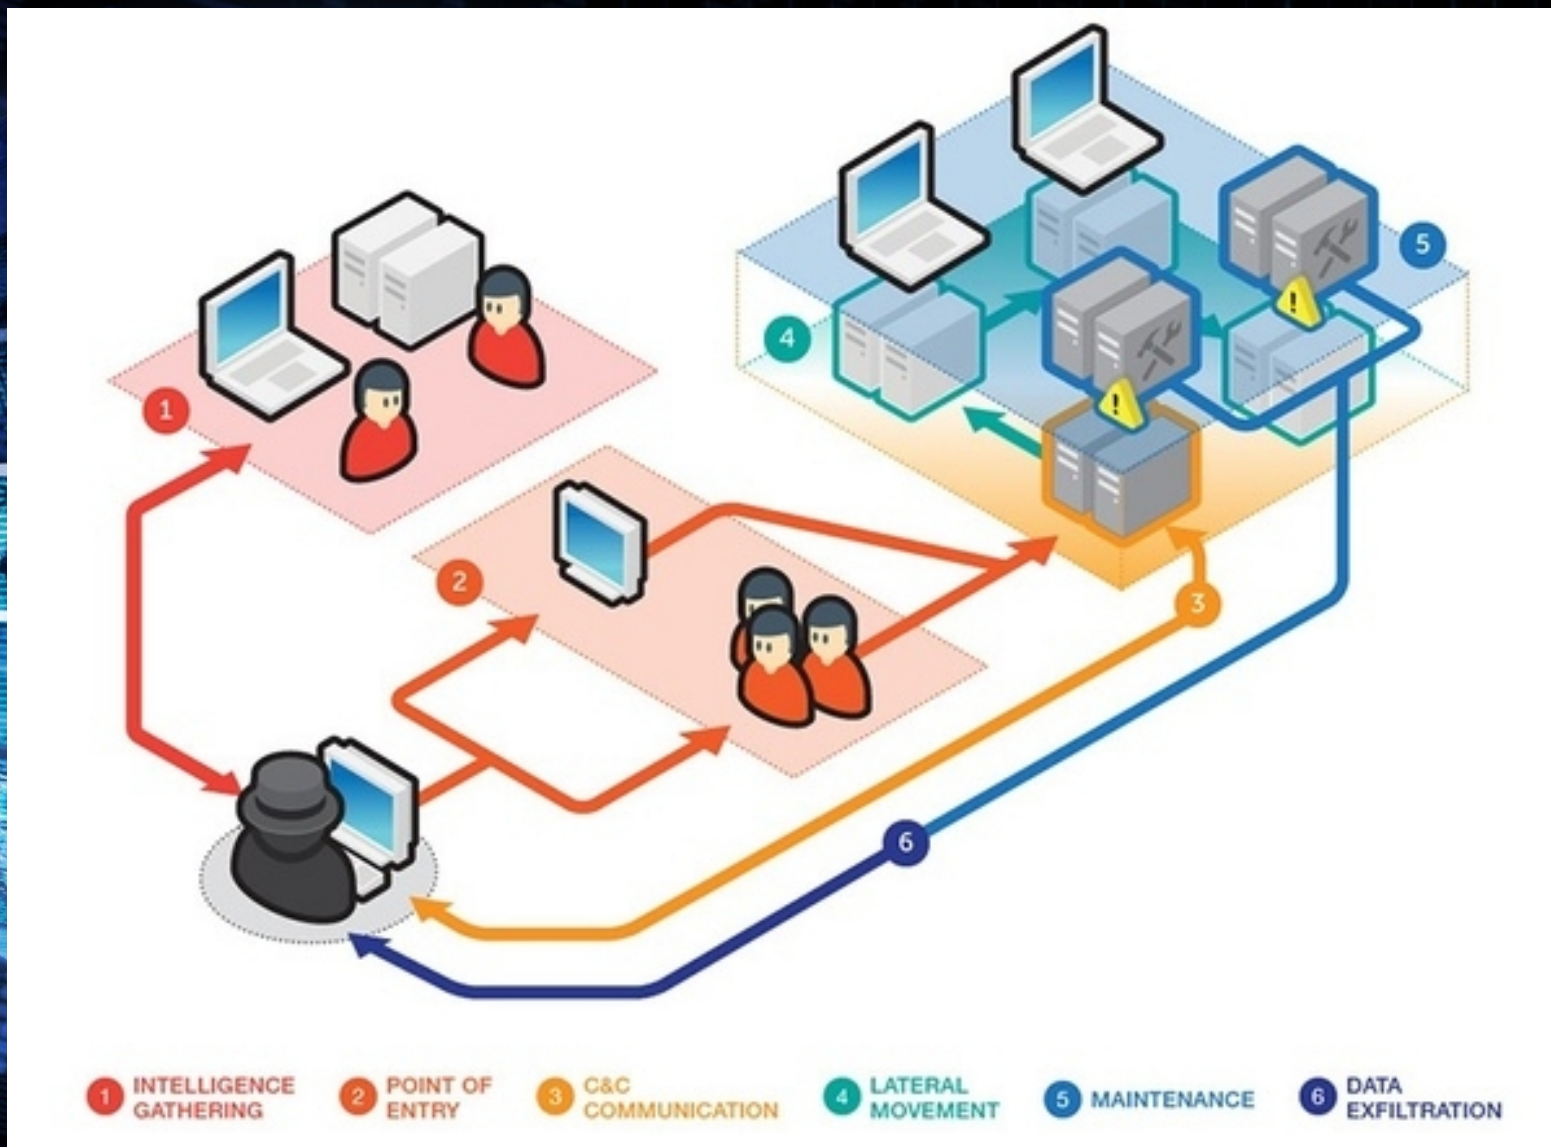 1
2
3
4
5
6
!
!
1 INTELLIGENCE
GATHERING
2 POINT OF
ENTRY
3 C&C
COMMUNICATION
4 LATERAL
MOVEMENT
5 MAINTENANCE
6 DATA
EXFILTRATION